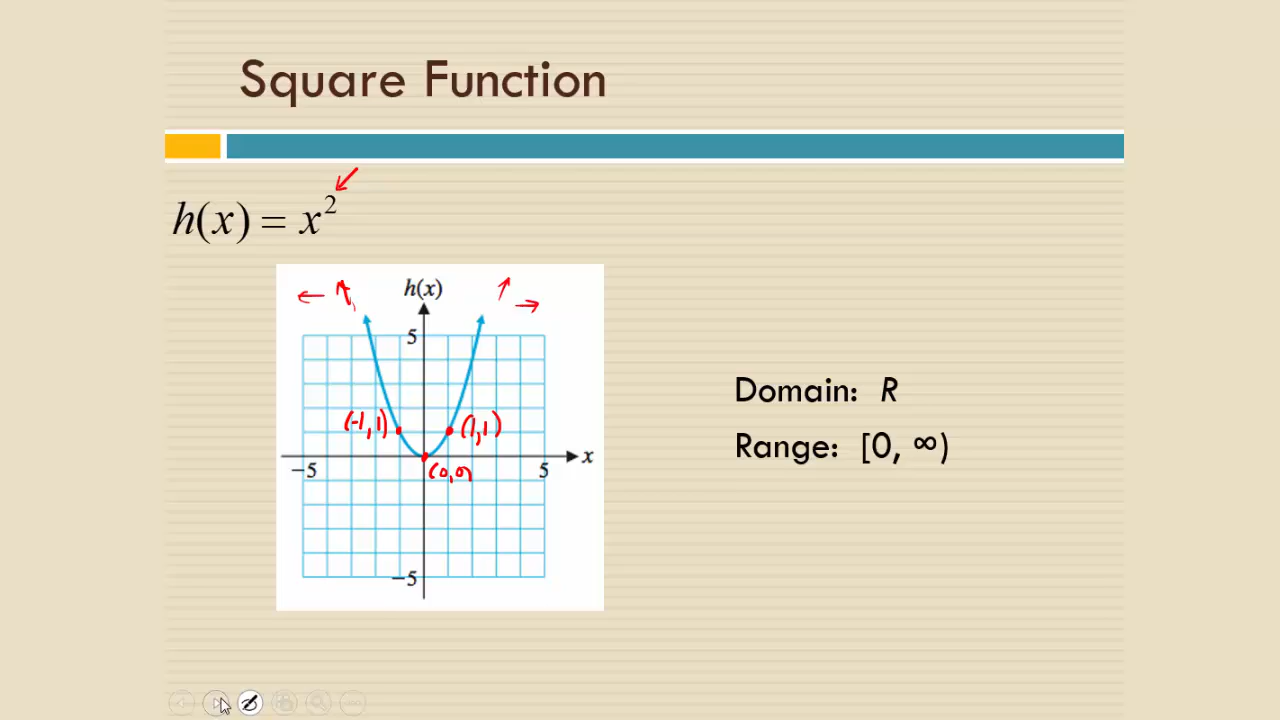 Square Function
h(x) = x²
h(x)
5
(-1,1)
(1,1)
-5
5
x
(0,0)
-5
Domain: R
Range: [0, ∞)